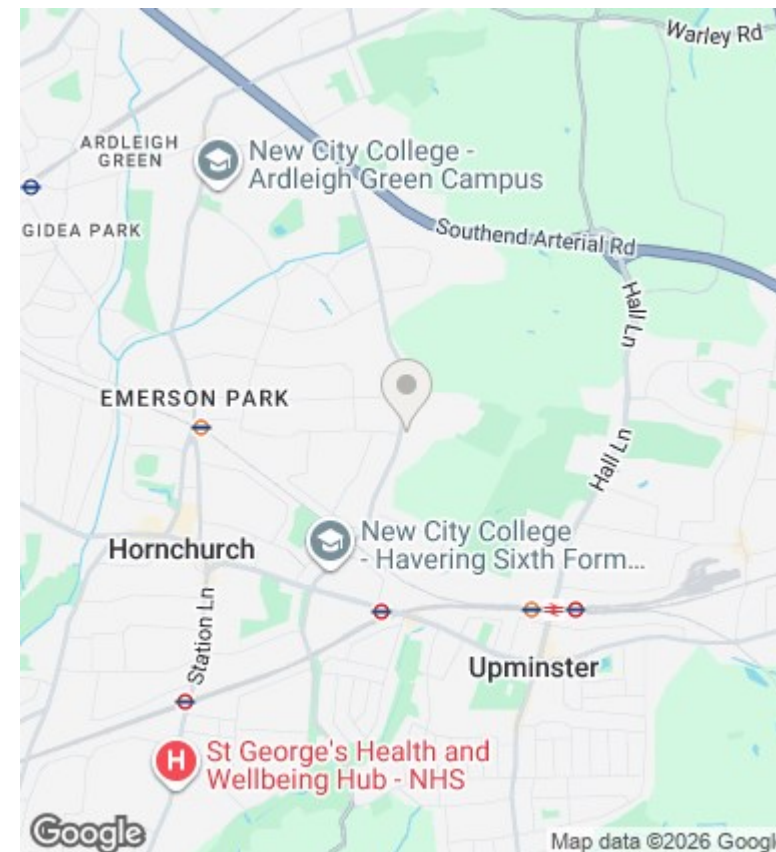 Warley Rd
ARDLEIGH
GREEN
New City College -
Ardleigh Green Campus
GIDEA PARK
Southend Arterial Rd
Hall Ln
EMERSON PARK
Hall Ln
New City College
- Havering Sixth Form...
Hornchurch
Station Ln
Upminster
H
St George's Health and
Wellbeing Hub - NHS
Google
Map data ©2026 Googl